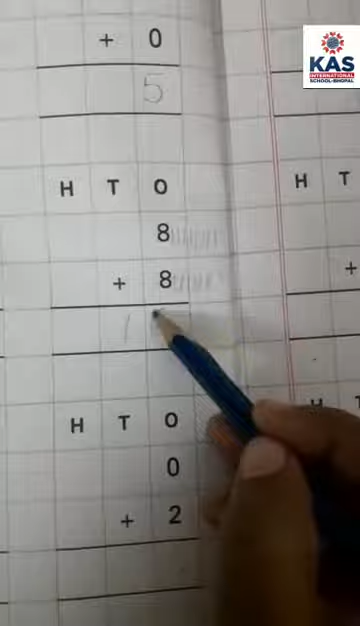 + 0
5
KAS
INTERNATIONAL
SCHOOL-BHOPAL
H T O
H T
8
+ 8
+
1
H T O
H T
0
+ 2